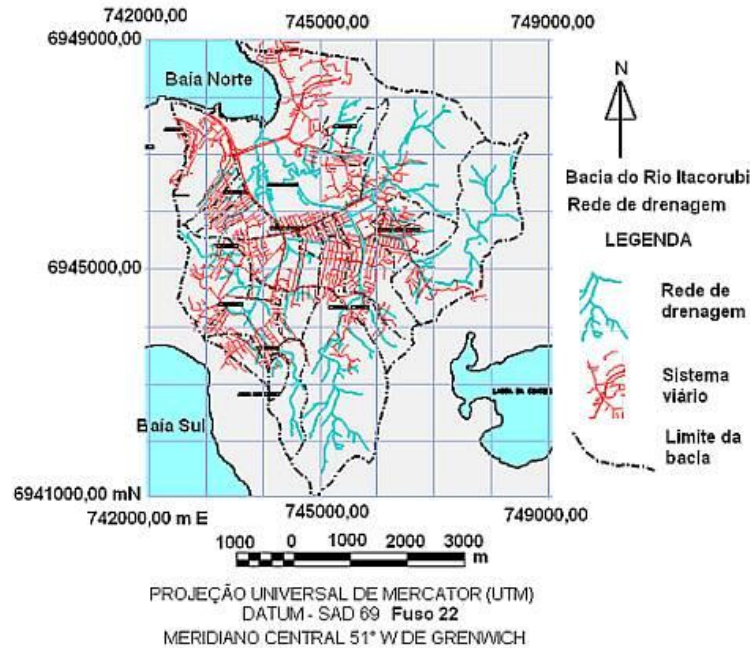 742000,00
745000,00
749000,00
6949000,00
Baía Norte
N
Bacia do Rio Itacorubi
Rede de drenagem
LEGENDA
6945000,00
Rede de
drenagem
Sistema
viário
Baía Sul
Limite da
bacia
6941000,00 mN
742000,00 m E
745000,00
749000,00
1000 0 1000 2000 3000
m
PROJEÇÃO UNIVERSAL DE MERCATOR (UTM)
DATUM - SAD 69 Fuso 22
MERIDIANO CENTRAL 51° W DE GRENWICH